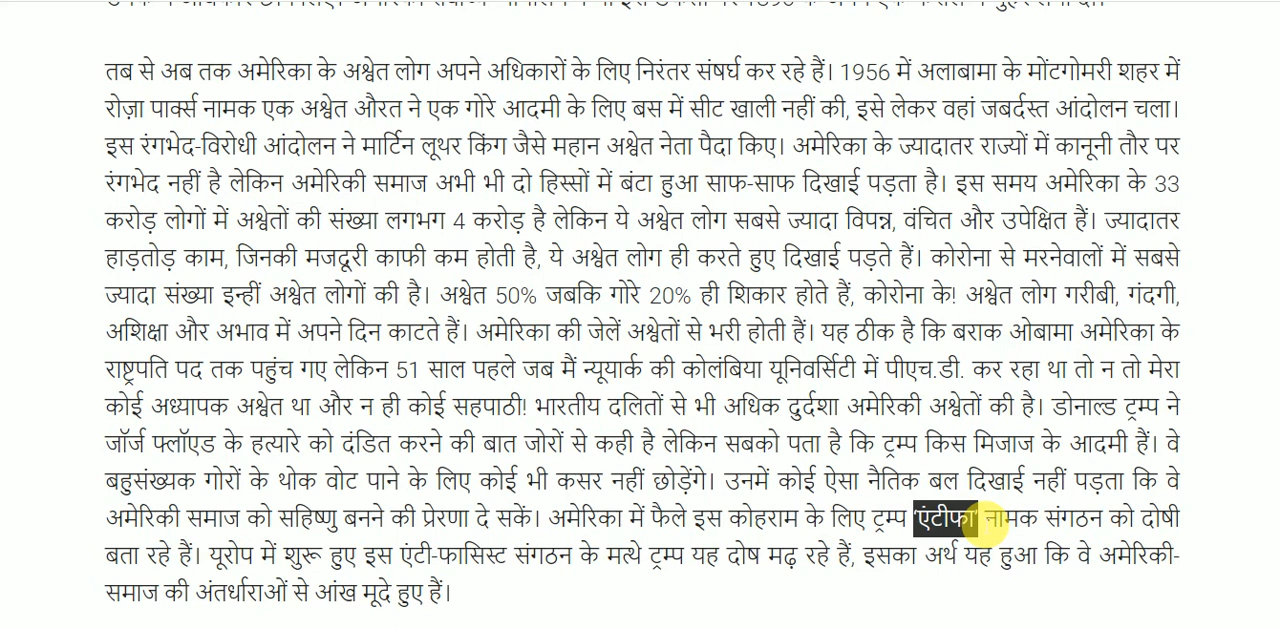 तब से अब तक अमेरिका के अश्वेत लोग अपने अधिकारों के लिए निरंतर संषर्घ कर रहे हैं। 1956 में अलाबामा के मोंटगोमरी शहर में
रोज़ा पार्क्स नामक एक अश्वेत औरत ने एक गोरे आदमी के लिए बस में सीट खाली नहीं की, इसे लेकर वहां जबर्दस्त आंदोलन चला।
इस रंगभेद-विरोधी आंदोलन ने मार्टिन लूथर किंग जैसे महान अश्वेत नेता पैदा किए। अमेरिका के ज्यादातर राज्यों में कानूनी तौर पर
रंगभेद नहीं है लेकिन अमेरिकी समाज अभी भी दो हिस्सों में बंटा हुआ साफ-साफ दिखाई पड़ता है। इस समय अमेरिका के 33
करोड़ लोगों में अश्वेतों की संख्या लगभग 4 करोड़ है लेकिन ये अश्वेत लोग सबसे ज्यादा विपन्न, वंचित और उपेक्षित हैं। ज्यादातर
हाड़तोड़ काम, जिनकी मजदूरी काफी कम होती है, ये अश्वेत लोग ही करते हुए दिखाई पड़ते हैं। कोरोना से मरनेवालों में सबसे
ज्यादा संख्या इन्हीं अश्वेत लोगों की है। अश्वेत 50% जबकि गोरे 20% ही शिकार होते हैं, कोरोना के! अश्वेत लोग गरीबी, गंदगी,
अशिक्षा और अभाव में अपने दिन काटते हैं। अमेरिका की जेलें अश्वेतों से भरी होती हैं। यह ठीक है कि बराक ओबामा अमेरिका के
राष्ट्रपति पद तक पहुंच गए लेकिन 51 साल पहले जब मैं न्यूयार्क की कोलंबिया यूनिवर्सिटी में पीएच.डी. कर रहा था तो न तो मेरा
कोई अध्यापक अश्वेत था और न ही कोई सहपाठी! भारतीय दलितों से भी अधिक दुर्दशा अमेरिकी अश्वेतों की है। डोनाल्ड ट्रम्प ने
जॉर्ज फ्लॉएड के हत्यारे को दंडित करने की बात जोरों से कही है लेकिन सबको पता है कि ट्रम्प किस मिजाज के आदमी हैं। वे
बहुसंख्यक गोरों के थोक वोट पाने के लिए कोई भी कसर नहीं छोड़ेंगे। उनमें कोई ऐसा नैतिक बल दिखाई नहीं पड़ता कि वे
अमेरिकी समाज को सहिष्णु बनने की प्रेरणा दे सकें। अमेरिका में फैले इस कोहराम के लिए ट्रम्प ‘एंटीफा’ नामक संगठन को दोषी
बता रहे हैं। यूरोप में शुरू हुए इस एंटी-फासिस्ट संगठन के मत्थे ट्रम्प यह दोष मढ़ रहे हैं, इसका अर्थ यह हुआ कि वे अमेरिकी-
समाज की अंतर्धाराओं से आंख मूदे हुए हैं।